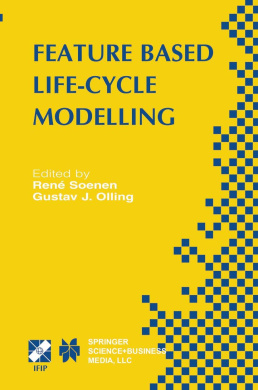 FEATURE BASED
LIFE-CYCLE
MODELLING
Edited by
René Soenen
Gustav J. Olling
IFIP
SPRINGER
SCIENCE+BUSINESS
MEDIA, LLC